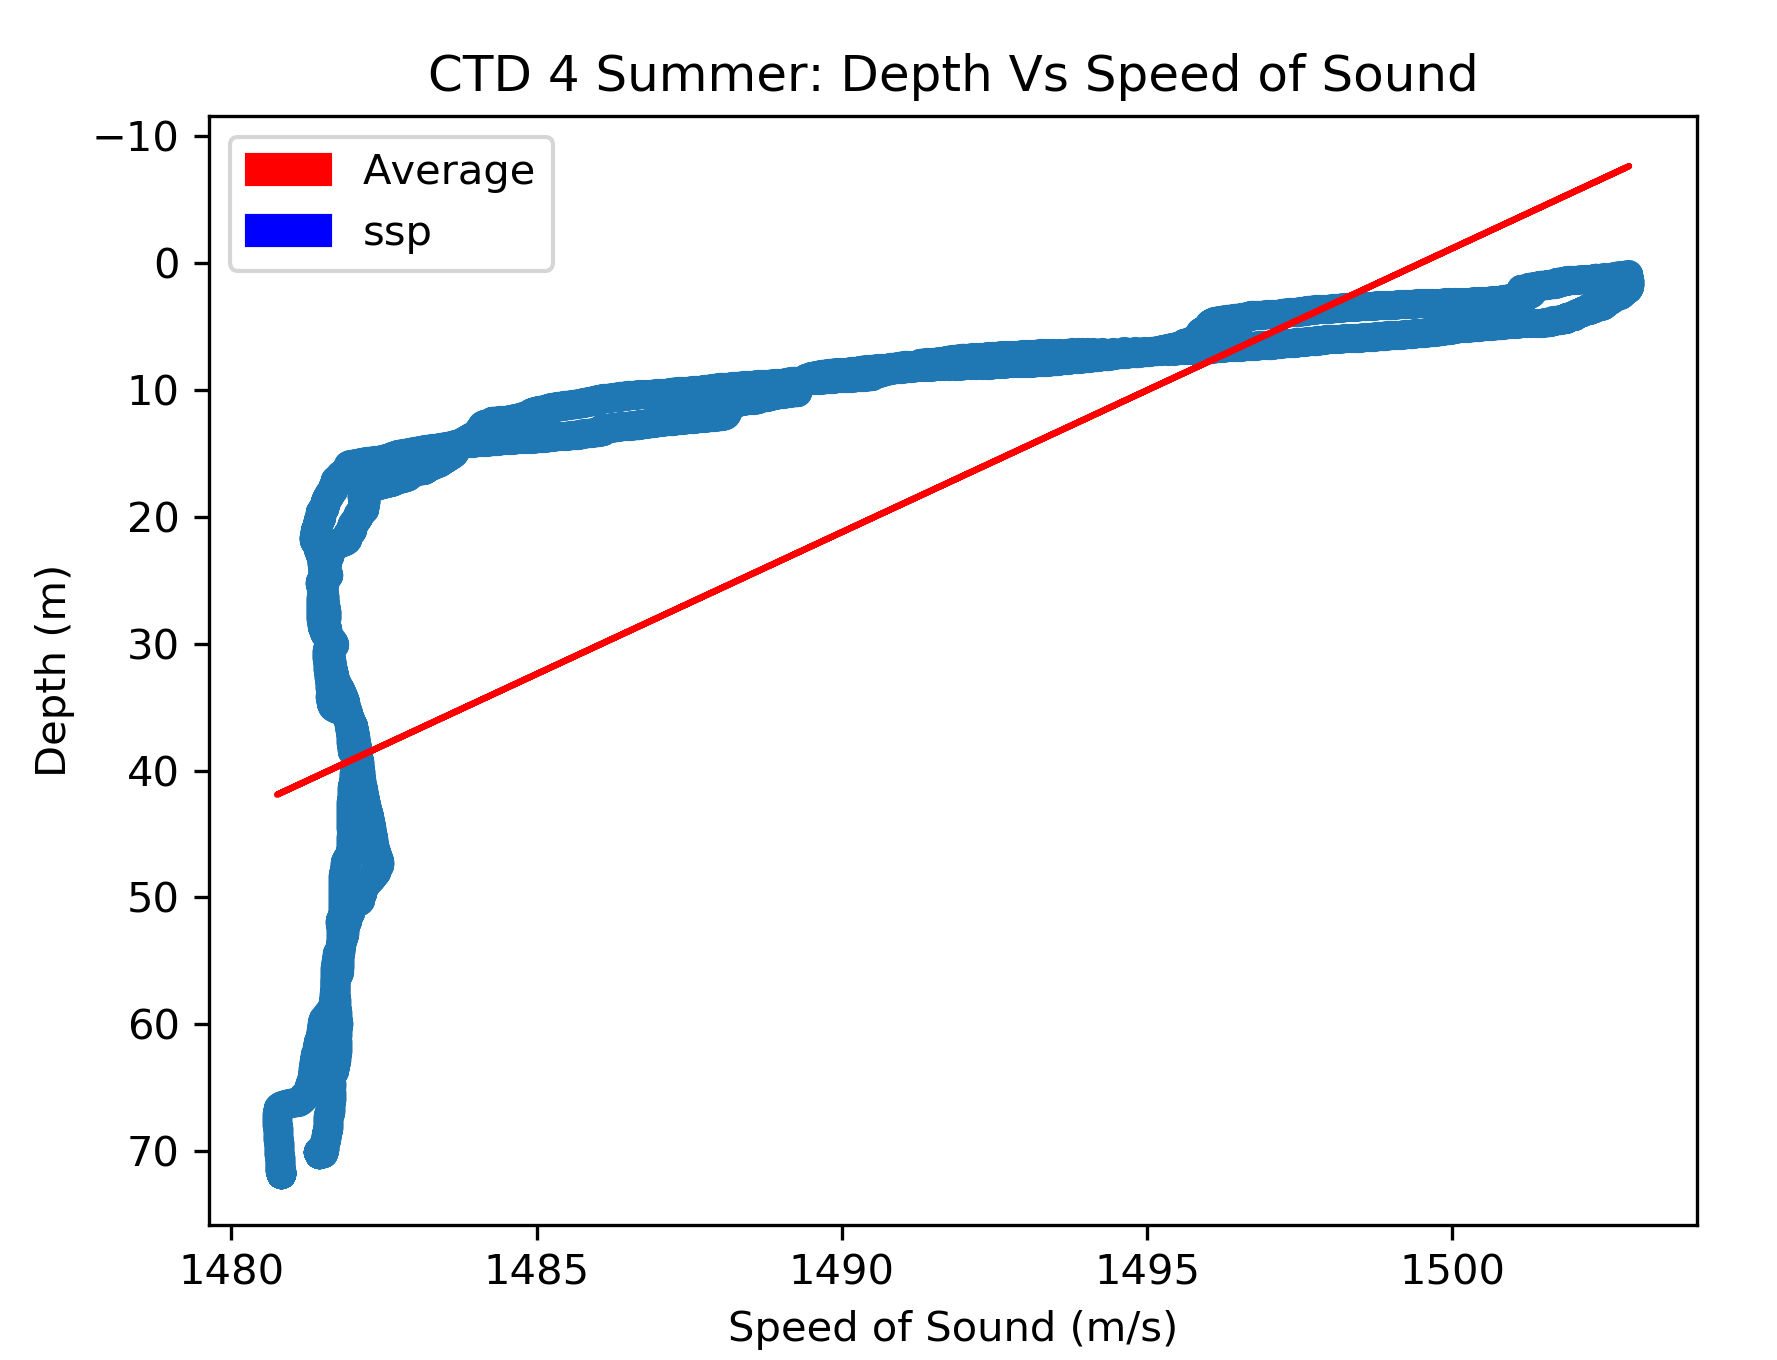 CTD 4 Summer: Depth Vs Speed of Sound
Average
ssp
−10
0
10
20
30
40
50
60
70
Depth (m)
1480 1485 1490 1495 1500
Speed of Sound (m/s)